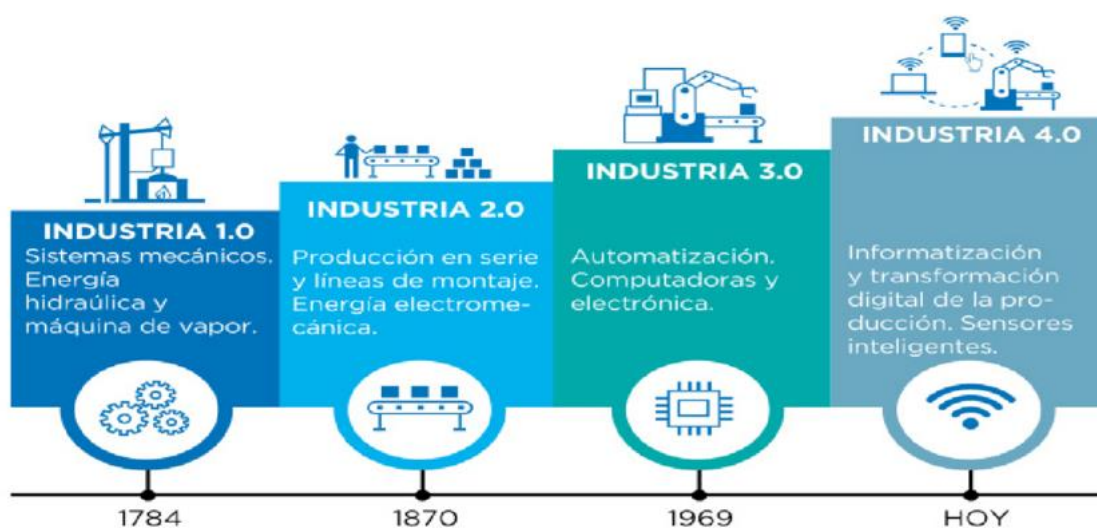 INDUSTRIA 1.0
Sistemas mecánicos.
Energía
hidraúlica y
máquina de vapor.
INDUSTRIA 2.0
Producción en serie
y líneas de montaje.
Energía electrome-
cánica.
INDUSTRIA 3.0
Automatización.
Computadoras y
electrónica.
INDUSTRIA 4.0
Informatización
y transformación
digital de la pro-
ducción. Sensores
inteligentes.
1784
1870
1969
HOY